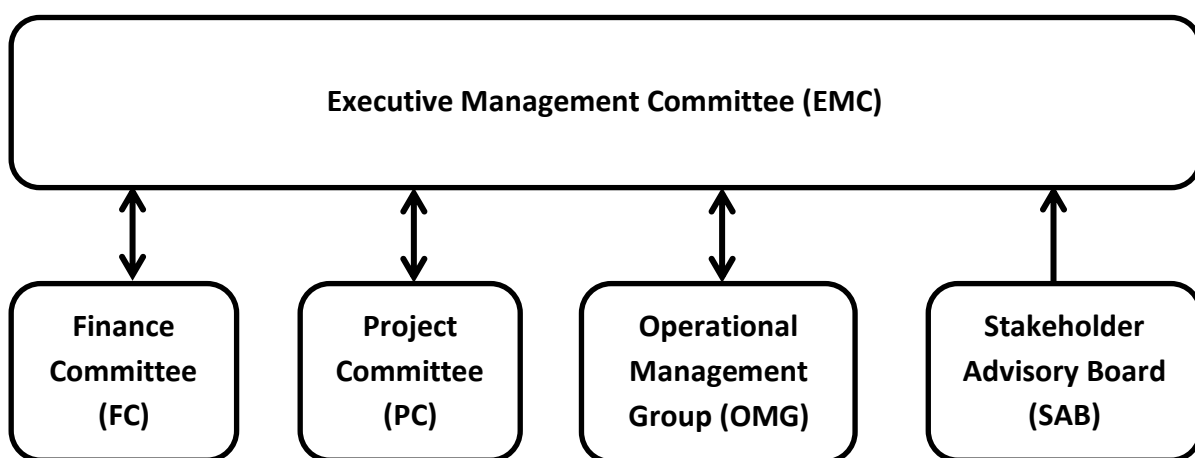 Executive Management Committee (EMC)
Finance
Committee
(FC)
Project
Committee
(PC)
Operational
Management
Group (OMG)
Stakeholder
Advisory Board
(SAB)